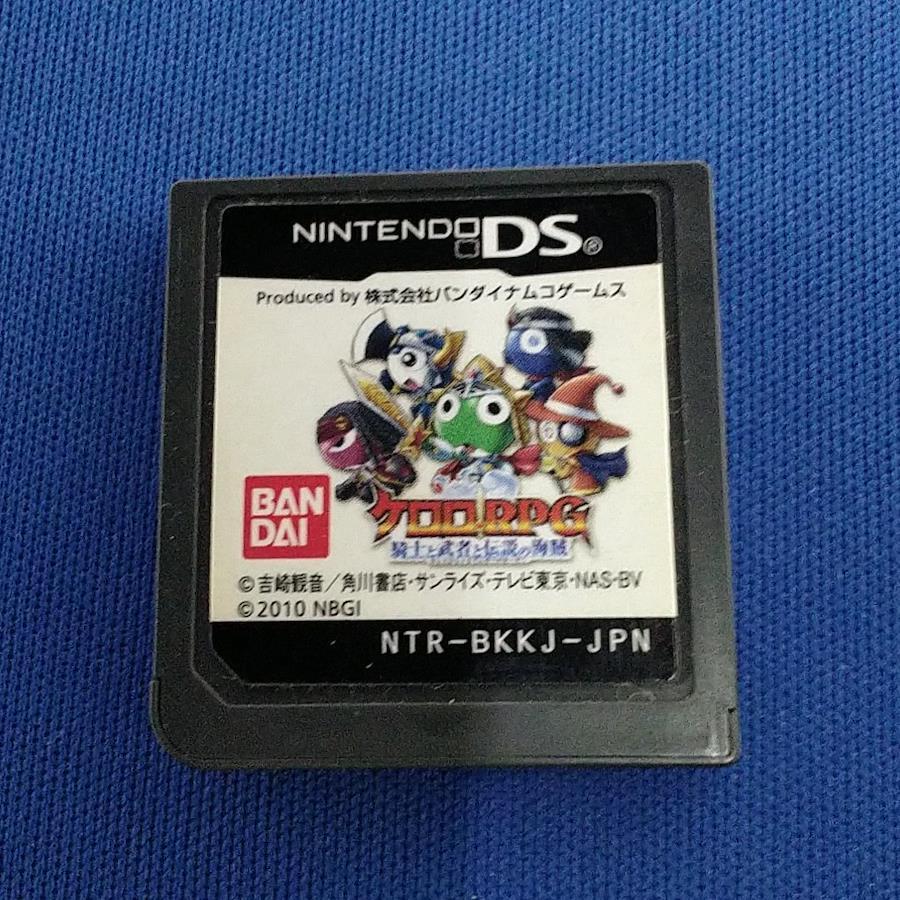 NINTENDO DS®
Produced by 株式会社バンダイナムコゲームス
BAN
DAI
ケロロRPG
騎士と武者と伝説の海賊
©吉崎観音／角川書店・サンライズ・テレビ東京・NAS・BV
©2010 NBGI
NTR-BKKJ-JPN